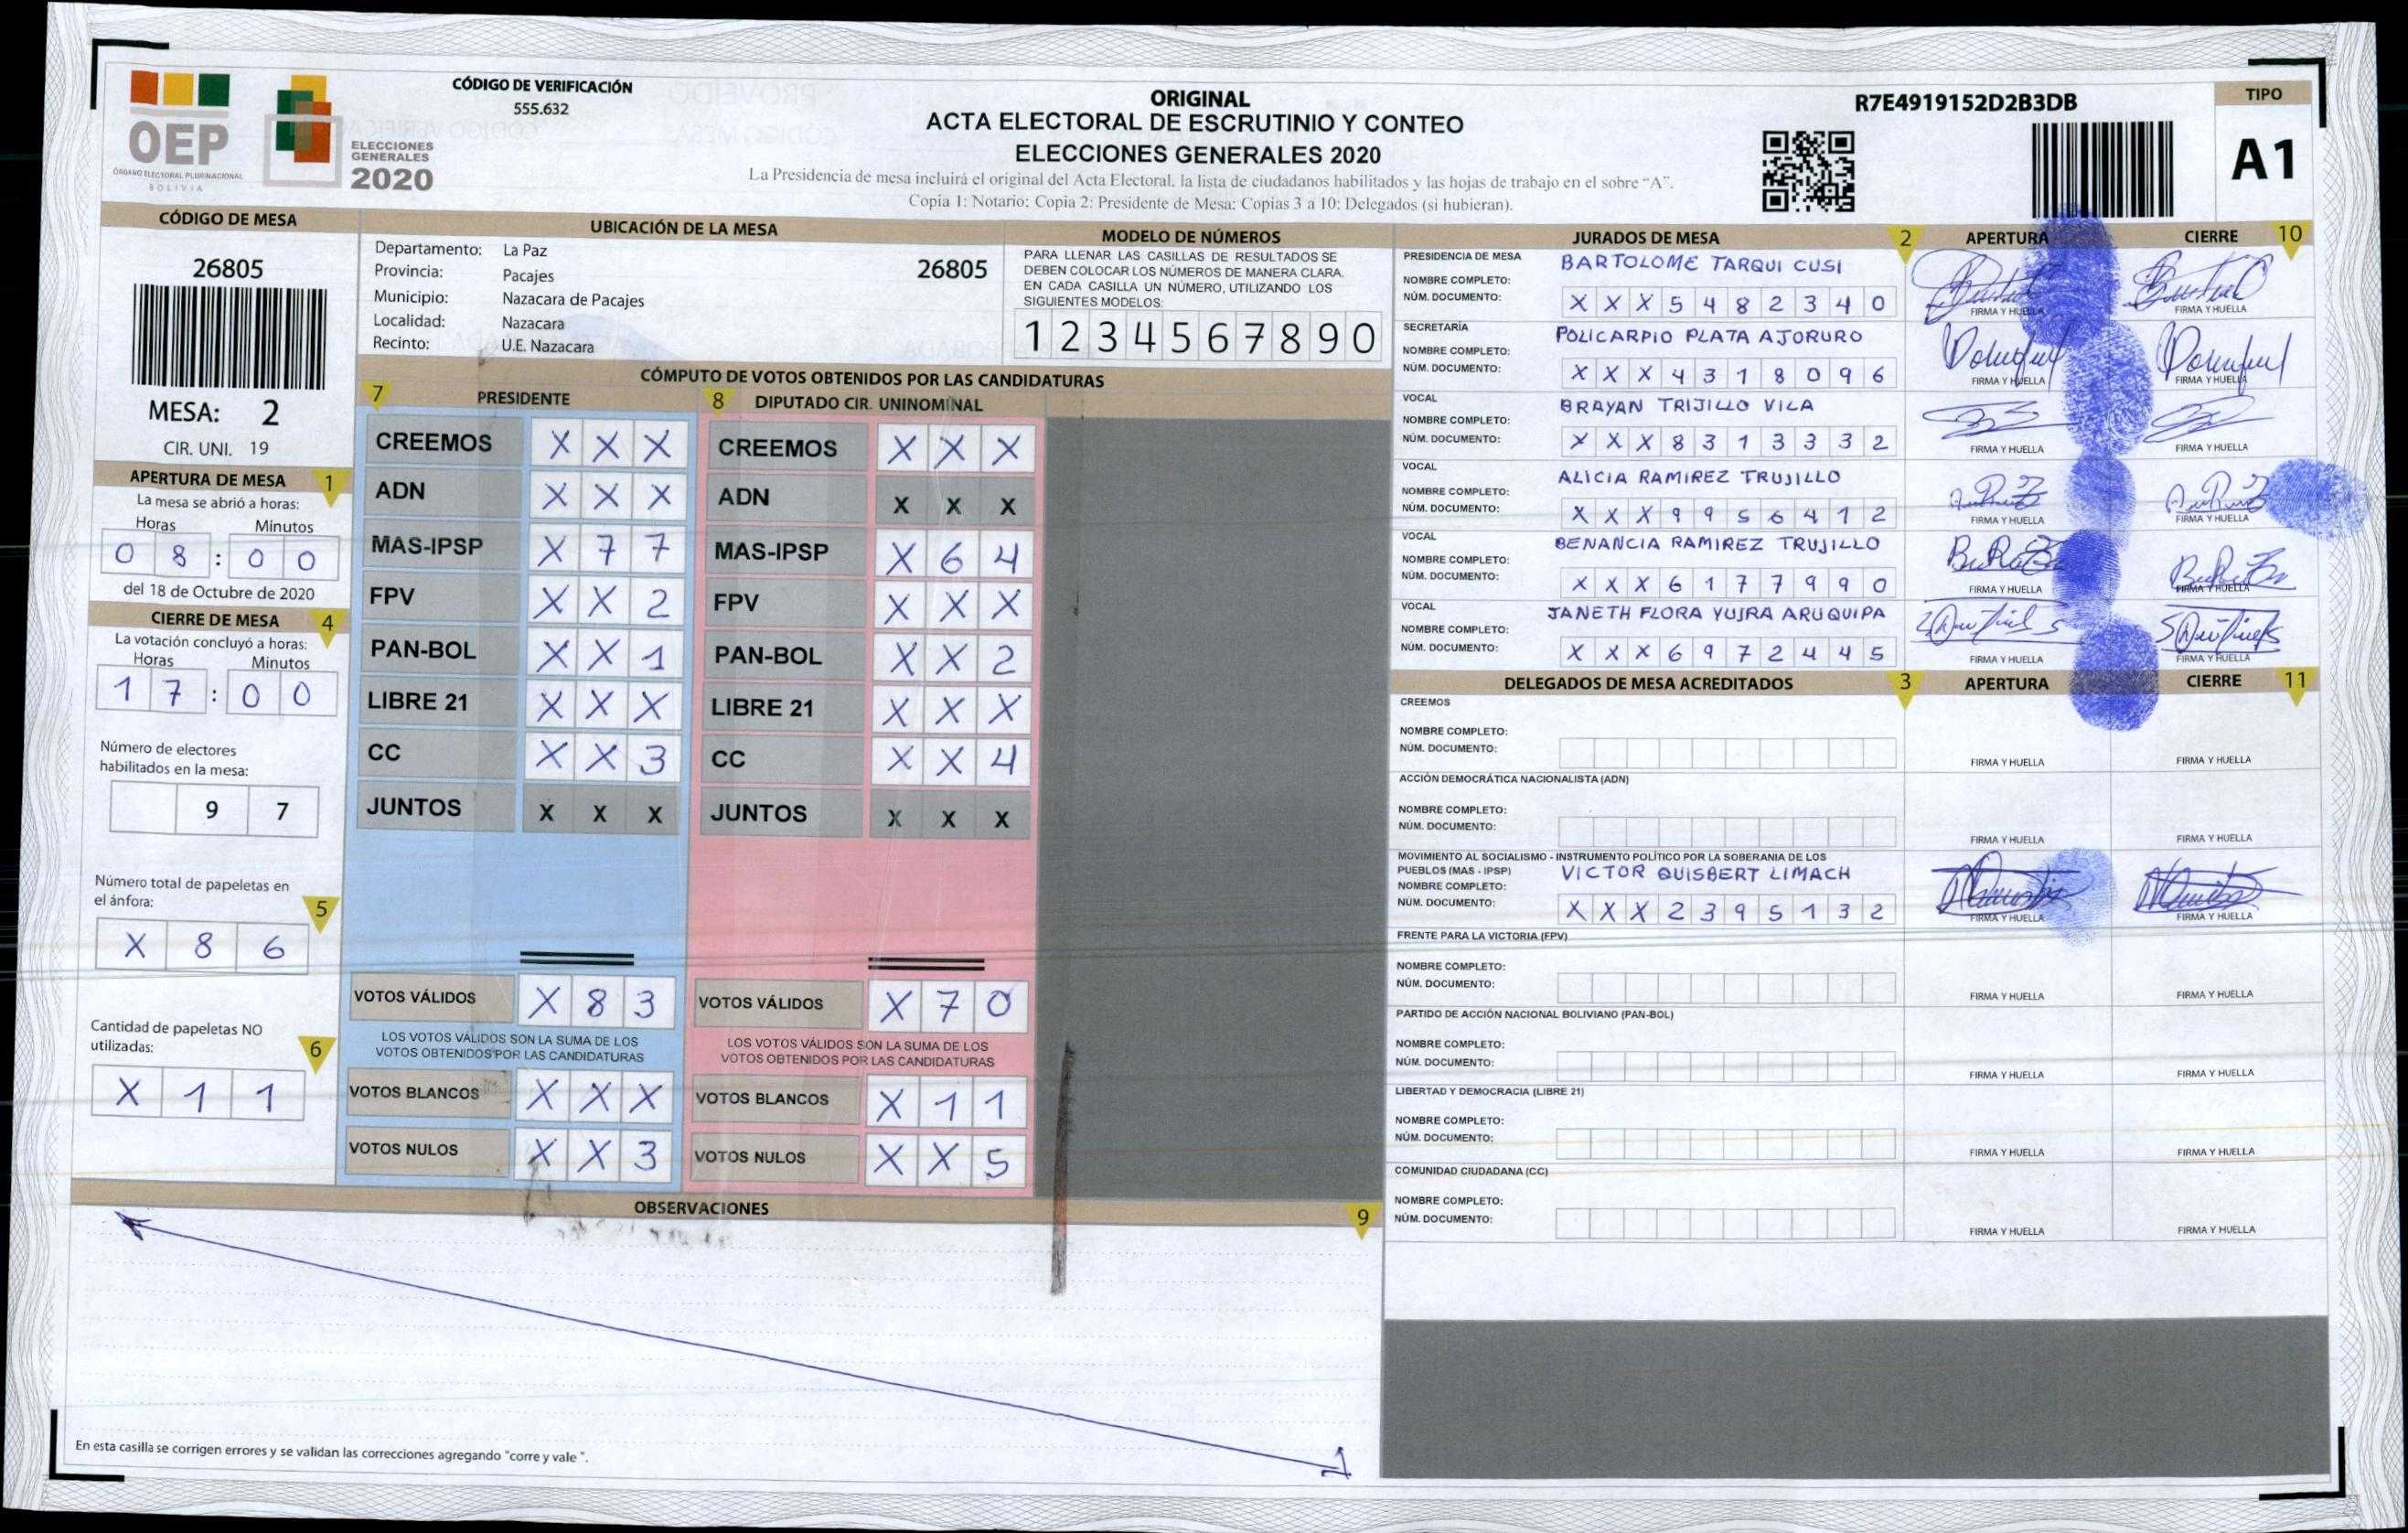 CÓDIGO DE VERIFICACIÓN
555.632
OEP
ÓRGANO ELECTORAL PLURINACIONAL
BOLIVIA
ELECCIONES
GENERALES
2020
ORIGINAL
ACTA ELECTORAL DE ESCRUTINIO Y CONTEO
ELECCIONES GENERALES 2020
La Presidencia de mesa incluirá el original del Acta Electoral, la lista de ciudadanos habilitados y las hojas de trabajo en el sobre "A".
Copia 1: Notario; Copia 2: Presidente de Mesa; Copias 3 a 10: Delegados (si hubieran).
R7E4919152D2B3DB
TIPO
A1
CÓDIGO DE MESA
26805
MESA: 2
CIR. UNI. 19
UBICACIÓN DE LA MESA
Departamento: La Paz
Provincia: Pacajes
Municipio: Nazacara de Pacajes
Localidad: Nazacara
Recinto: U.E. Nazacara
26805
MODELO DE NÚMEROS
PARA LLENAR LAS CASILLAS DE RESULTADOS SE
DEBEN COLOCAR LOS NÚMEROS DE MANERA CLARA.
EN CADA CASILLA UN NÚMERO, UTILIZANDO LOS
SIGUIENTES MODELOS:
1 2 3 4 5 6 7 8 9 0
APERTURA DE MESA 1
La mesa se abrió a horas:
Horas Minutos
0 8 : 0 0
del 18 de Octubre de 2020
CIERRE DE MESA 4
La votación concluyó a horas:
Horas Minutos
1 7 : 0 0
Número de electores
habilitados en la mesa:
9 7
Número total de papeletas en
el ánfora: 5
X 8 6
Cantidad de papeletas NO
utilizadas: 6
X 1 1
CÓMPUTO DE VOTOS OBTENIDOS POR LAS CANDIDATURAS
7 PRESIDENTE
CREEMOS X X X
ADN X X X
MAS-IPSP X 7 7
FPV X X 2
PAN-BOL X X 1
LIBRE 21 X X X
CC X X 3
JUNTOS X X X
VOTOS VÁLIDOS X 8 3
LOS VOTOS VÁLIDOS SON LA SUMA DE LOS
VOTOS OBTENIDOS POR LAS CANDIDATURAS
VOTOS BLANCOS X X X
VOTOS NULOS X X 3
8 DIPUTADO CIR. UNINOMINAL
CREEMOS X X X
ADN X X X
MAS-IPSP X 6 4
FPV X X X
PAN-BOL X X 2
LIBRE 21 X X X
CC X X 4
JUNTOS X X X
VOTOS VÁLIDOS X 7 0
LOS VOTOS VÁLIDOS SON LA SUMA DE LOS
VOTOS OBTENIDOS POR LAS CANDIDATURAS
VOTOS BLANCOS X 1 1
VOTOS NULOS X X 5
OBSERVACIONES 9
En esta casilla se corrigen errores y se validan las correcciones agregando "corre y vale ".
JURADOS DE MESA 2 APERTURA CIERRE 10
PRESIDENCIA DE MESA
NOMBRE COMPLETO: BARTOLOME TARQUI CUSI
NÚM. DOCUMENTO: X X X 5 4 8 2 3 4 0
FIRMA Y HUELLA FIRMA Y HUELLA
SECRETARÍA
NOMBRE COMPLETO: POLICARPIO PLATA AJORURO
NÚM. DOCUMENTO: X X X 4 3 1 8 0 9 6
FIRMA Y HUELLA FIRMA Y HUELLA
VOCAL
NOMBRE COMPLETO: BRAYAN TRIJILLO VILA
NÚM. DOCUMENTO: X X X 8 3 1 3 3 3 2
FIRMA Y HUELLA FIRMA Y HUELLA
VOCAL
NOMBRE COMPLETO: ALICIA RAMIREZ TRUJILLO
NÚM. DOCUMENTO: X X X 9 9 5 6 4 1 2
FIRMA Y HUELLA FIRMA Y HUELLA
VOCAL
NOMBRE COMPLETO: BENANCIA RAMIREZ TRUJILLO
NÚM. DOCUMENTO: X X X 6 1 7 7 9 9 0
FIRMA Y HUELLA FIRMA Y HUELLA
VOCAL
NOMBRE COMPLETO: JANETH FLORA YUJRA ARUQUIPA
NÚM. DOCUMENTO: X X X 6 9 7 2 4 4 5
FIRMA Y HUELLA FIRMA Y HUELLA
DELEGADOS DE MESA ACREDITADOS 3 APERTURA CIERRE 11
CREEMOS
NOMBRE COMPLETO:
NÚM. DOCUMENTO:
FIRMA Y HUELLA FIRMA Y HUELLA
ACCIÓN DEMOCRÁTICA NACIONALISTA (ADN)
NOMBRE COMPLETO:
NÚM. DOCUMENTO:
FIRMA Y HUELLA FIRMA Y HUELLA
MOVIMIENTO AL SOCIALISMO - INSTRUMENTO POLÍTICO POR LA SOBERANIA DE LOS
PUEBLOS (MAS - IPSP)
NOMBRE COMPLETO: VICTOR QUISBERT LIMACH
NÚM. DOCUMENTO: X X X 2 3 9 5 1 3 2
FIRMA Y HUELLA FIRMA Y HUELLA
FRENTE PARA LA VICTORIA (FPV)
NOMBRE COMPLETO:
NÚM. DOCUMENTO:
FIRMA Y HUELLA FIRMA Y HUELLA
PARTIDO DE ACCIÓN NACIONAL BOLIVIANO (PAN-BOL)
NOMBRE COMPLETO:
NÚM. DOCUMENTO:
FIRMA Y HUELLA FIRMA Y HUELLA
LIBERTAD Y DEMOCRACIA (LIBRE 21)
NOMBRE COMPLETO:
NÚM. DOCUMENTO:
FIRMA Y HUELLA FIRMA Y HUELLA
COMUNIDAD CIUDADANA (CC)
NOMBRE COMPLETO:
NÚM. DOCUMENTO:
FIRMA Y HUELLA FIRMA Y HUELLA